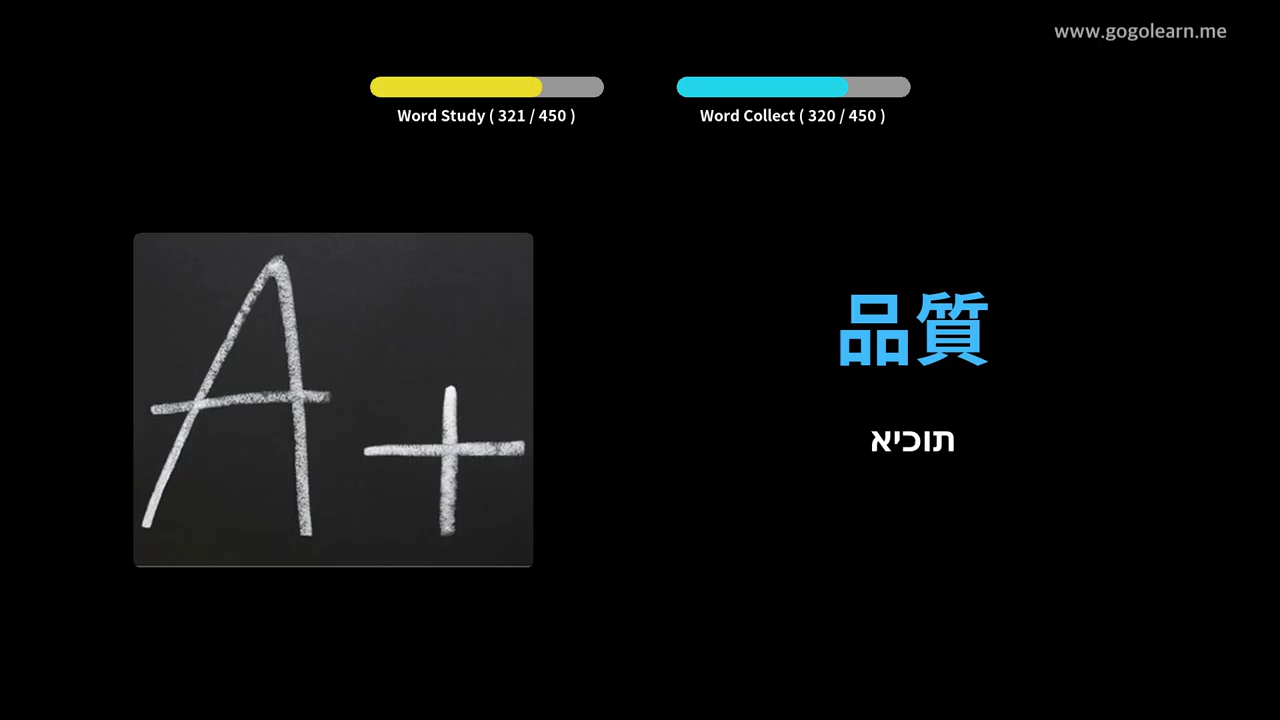 www.gogolearn.me
Word Study ( 321 / 450 )
Word Collect ( 320 / 450 )
A+
品質
תוכיא